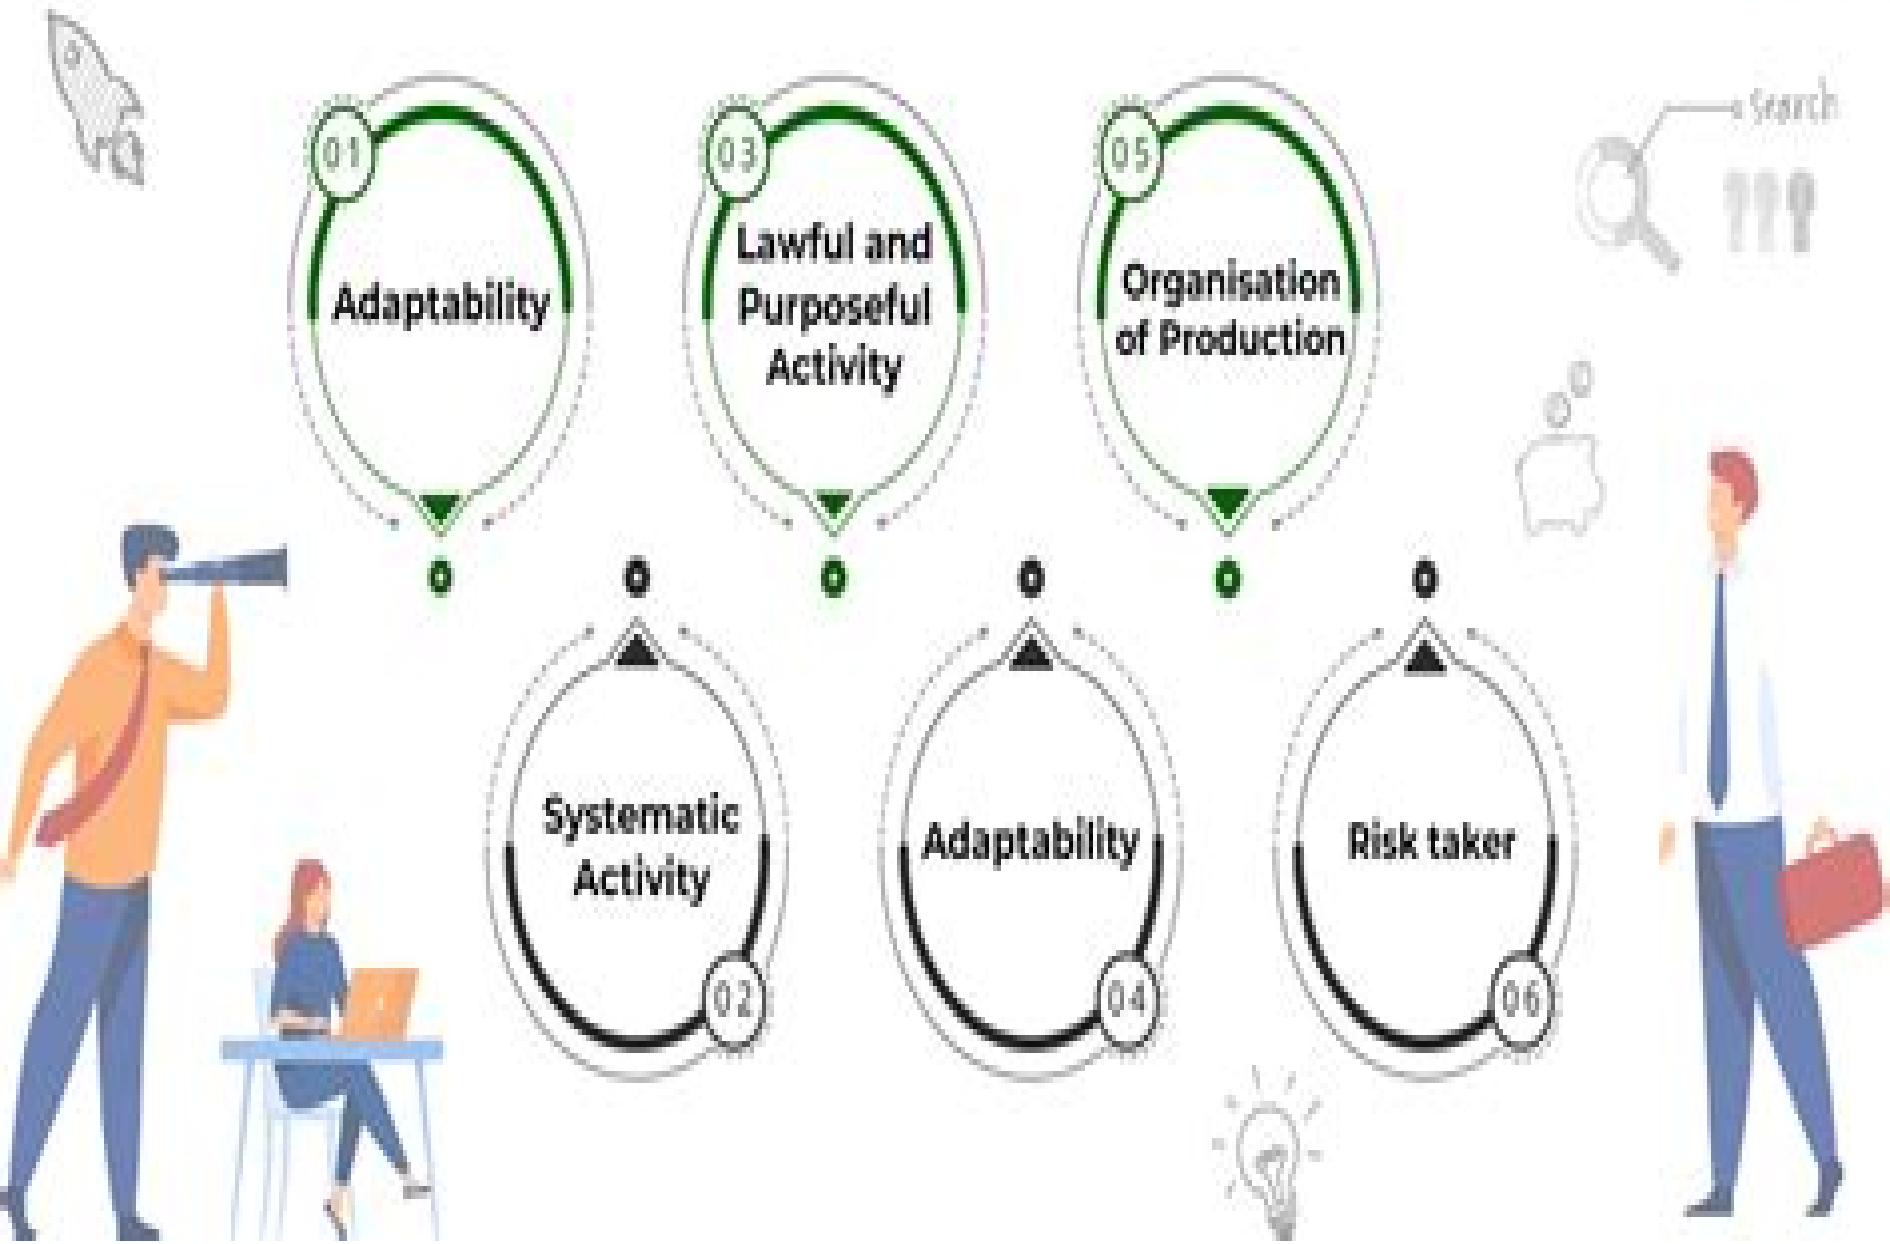 01
Adaptability
03
Lawful and
Purposeful
Activity
05
Organisation
of Production
Search
Systematic
Activity
02
Adaptability
04
Risk taker
06